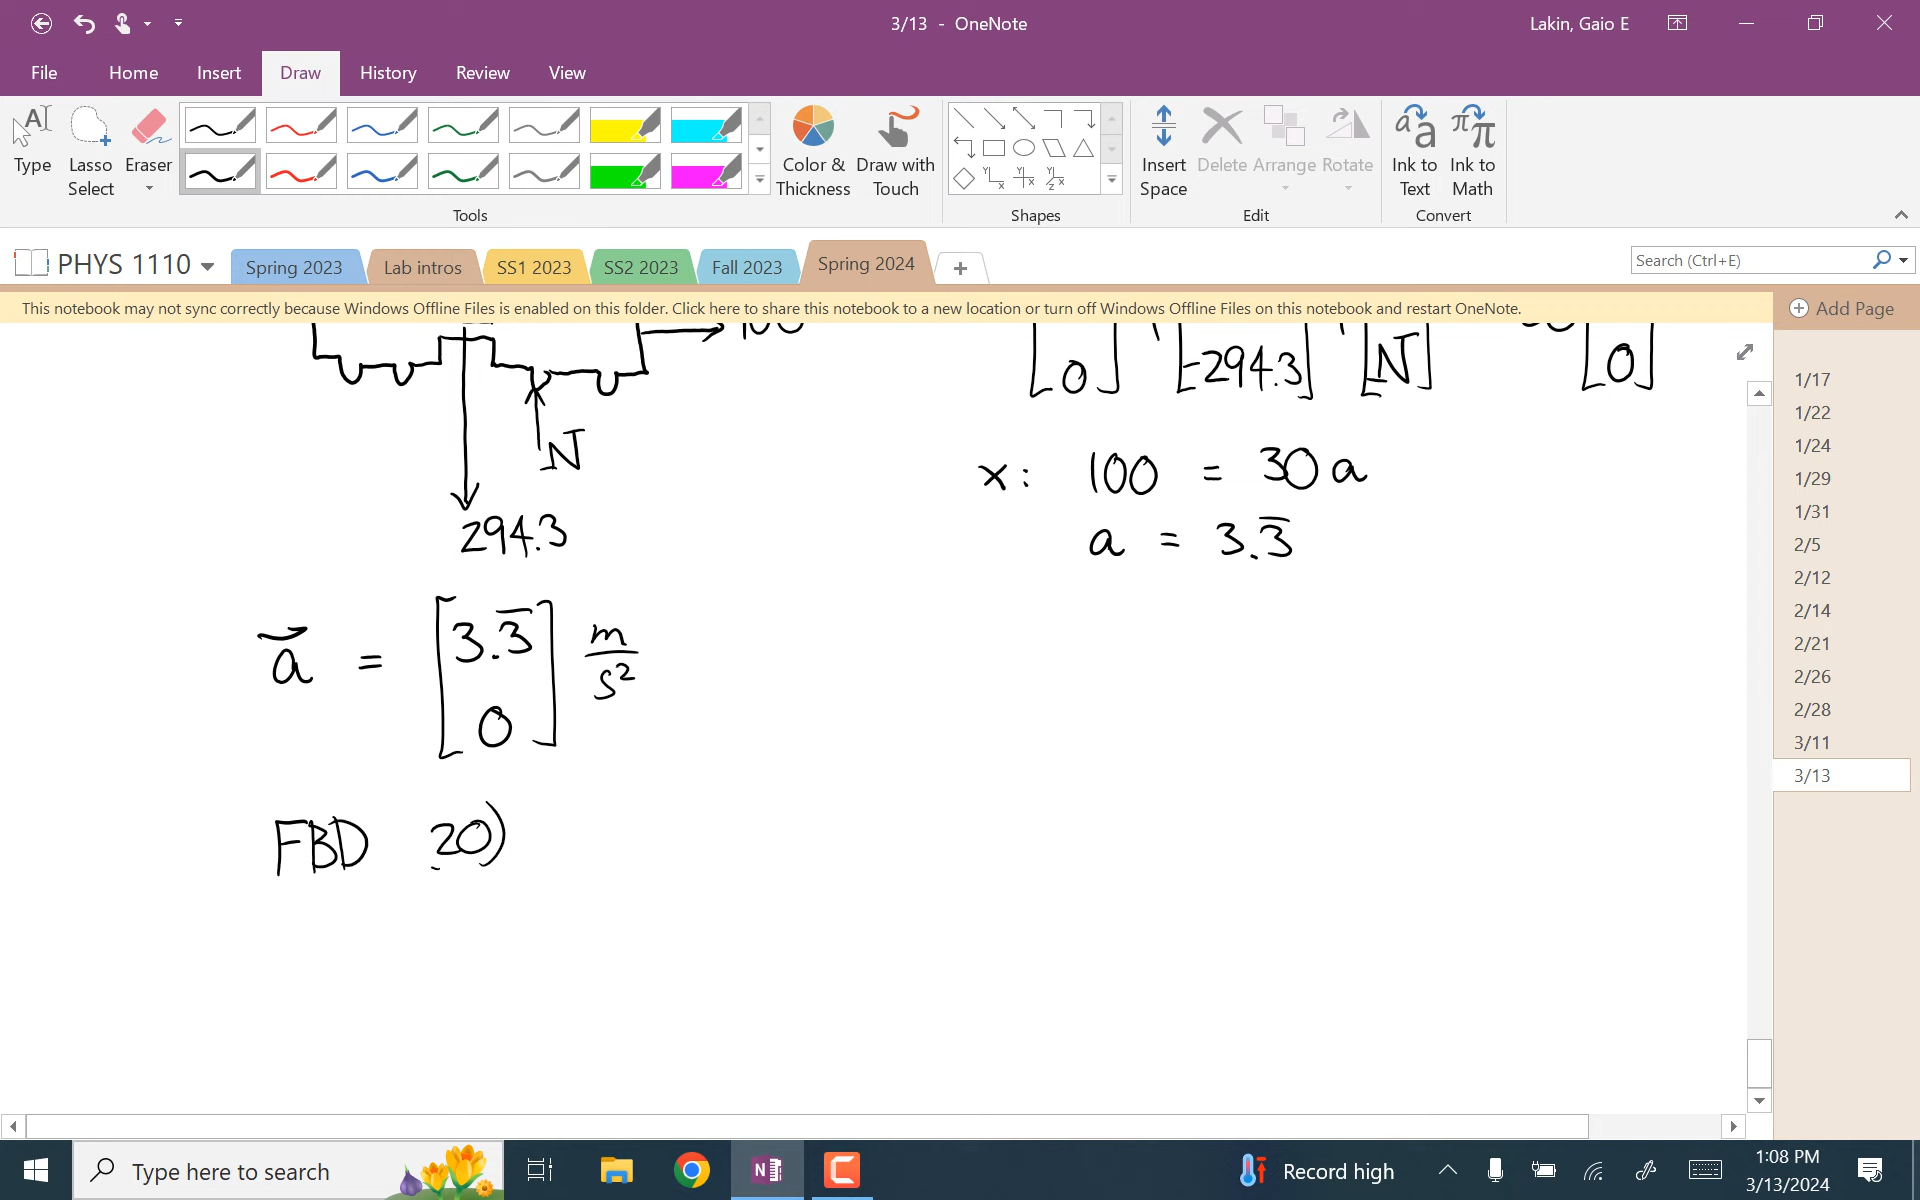 3/13 - OneNote
Lakin, Gaio E
File Home Insert Draw History Review View
Type
Lasso Select
Eraser
Color & Thickness
Draw with Touch
Insert Space
Delete
Arrange
Rotate
Ink to Text
Ink to Math
Tools
Shapes
Edit
Convert
PHYS 1110
Spring 2023
Lab intros
SS1 2023
SS2 2023
Fall 2023
Spring 2024
Search (Ctrl+E)
This notebook may not sync correctly because Windows Offline Files is enabled on this folder. Click here to share this notebook to a new location or turn off Windows Offline Files on this notebook and restart OneNote.
Add Page
1/17
1/22
1/24
1/29
1/31
2/5
2/12
2/14
2/21
2/26
2/28
3/11
3/13
100
N
294.3
[0] [-294.3] [N] [0]
x: 100 = 30 a
a = 3.3̅
a⃗ = [3.3̅ 0] m/s²
FBD 20)
Type here to search
Record high
1:08 PM
3/13/2024